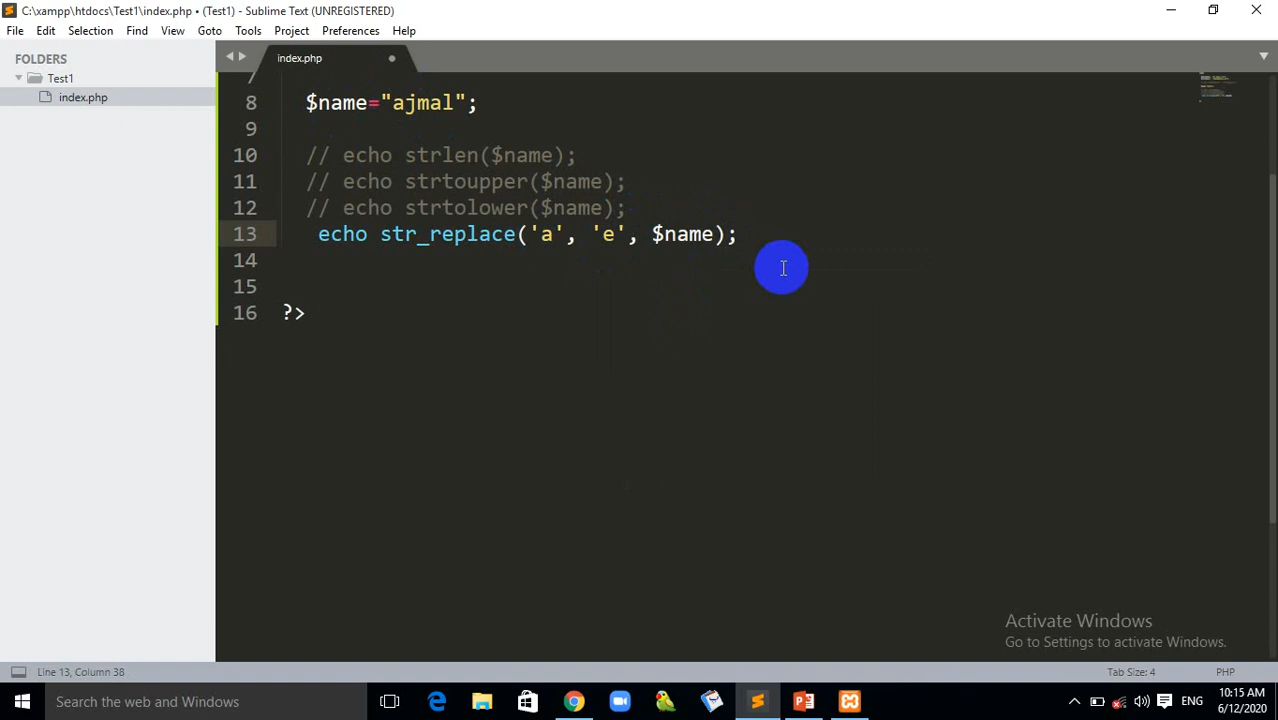 C:\xampp\htdocs\Test1\index.php • (Test1) - Sublime Text (UNREGISTERED)
File Edit Selection Find View Goto Tools Project Preferences Help
FOLDERS
Test1
index.php
index.php
7
8 $name="ajmal";
9
10 // echo strlen($name);
11 // echo strtoupper($name);
12 // echo strtolower($name);
13 echo str_replace('a', 'e', $name);
14
15
16 ?>
Activate Windows
Go to Settings to activate Windows.
Line 13, Column 38 Tab Size: 4 PHP
Search the web and Windows
ENG
10:15 AM
6/12/2020